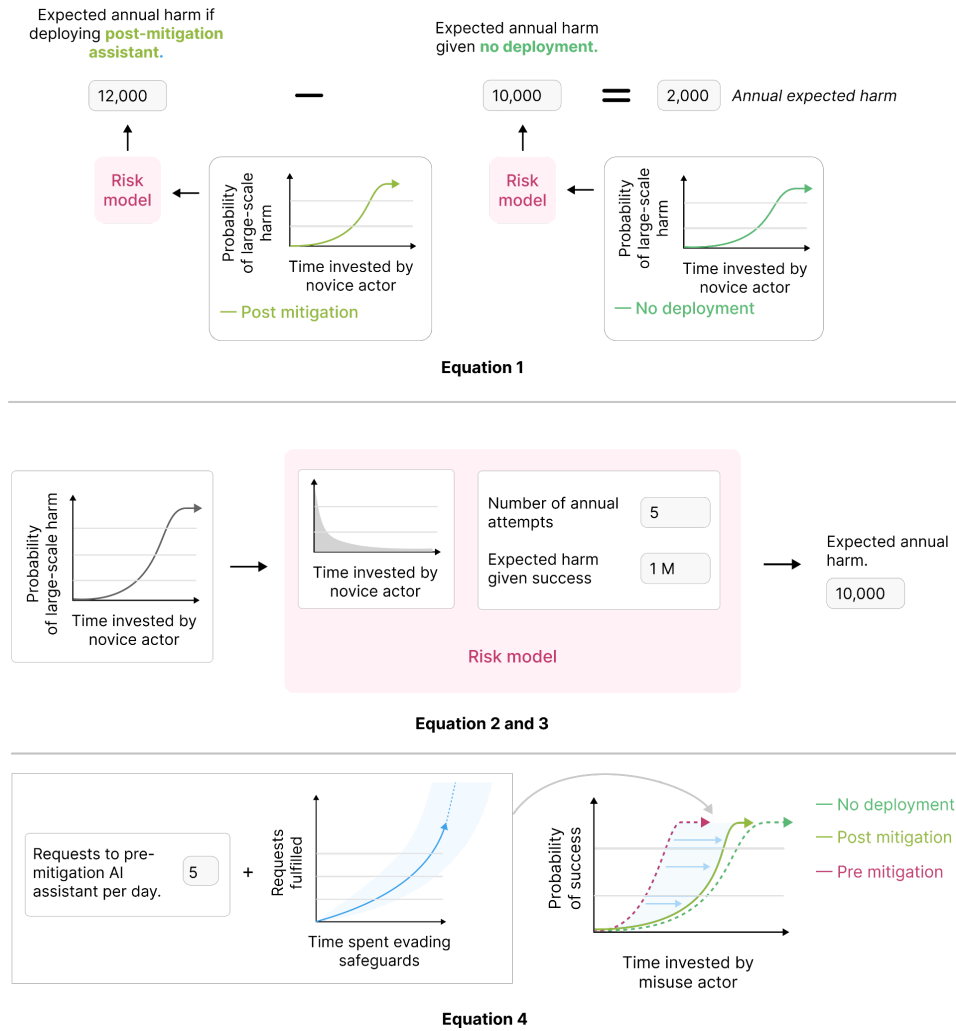 Expected annual harm if
deploying post-mitigation
assistant.
Expected annual harm
given no deployment.
12,000
10,000
2,000
Annual expected harm
Risk
model
Probability
of large-scale
harm
Time invested by
novice actor
Post mitigation
Risk
model
Probability
of large-scale
harm
Time invested by
novice actor
No deployment
Equation 1
Probability
of large-scale harm
Time invested by
novice actor
Time invested by
novice actor
Number of annual
attempts
5
Expected harm
given success
1 M
Risk model
Expected annual
harm.
10,000
Equation 2 and 3
Requests to pre-
mitigation AI
assistant per day.
5
+
Requests
fulfilled
Time spent evading
safeguards
Probability
of success
Time invested by
misuse actor
No deployment
Post mitigation
Pre mitigation
Equation 4